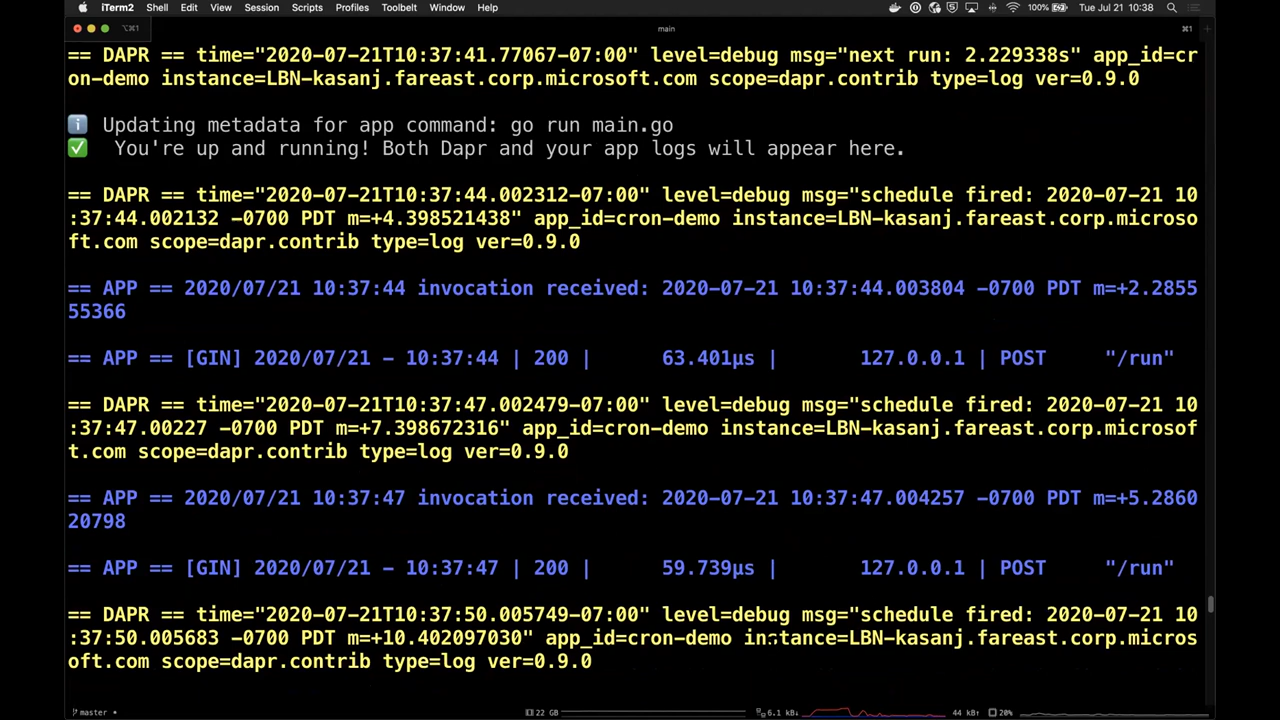 iTerm2 Shell Edit View Session Scripts Profiles Toolbelt Window Help 100% Tue Jul 21 10:38
⌥⌘1 main ⌘1
== DAPR == time="2020-07-21T10:37:41.77067-07:00" level=debug msg="next run: 2.229338s" app_id=cr
on-demo instance=LBN-kasanj.fareast.corp.microsoft.com scope=dapr.contrib type=log ver=0.9.0
ℹ️ Updating metadata for app command: go run main.go
✅ You're up and running! Both Dapr and your app logs will appear here.
== DAPR == time="2020-07-21T10:37:44.002312-07:00" level=debug msg="schedule fired: 2020-07-21 10
:37:44.002132 -0700 PDT m=+4.398521438" app_id=cron-demo instance=LBN-kasanj.fareast.corp.microso
ft.com scope=dapr.contrib type=log ver=0.9.0
== APP == 2020/07/21 10:37:44 invocation received: 2020-07-21 10:37:44.003804 -0700 PDT m=+2.2855
55366
== APP == [GIN] 2020/07/21 - 10:37:44 | 200 | 63.401µs | 127.0.0.1 | POST "/run"
== DAPR == time="2020-07-21T10:37:47.002479-07:00" level=debug msg="schedule fired: 2020-07-21 10
:37:47.00227 -0700 PDT m=+7.398672316" app_id=cron-demo instance=LBN-kasanj.fareast.corp.microsof
t.com scope=dapr.contrib type=log ver=0.9.0
== APP == 2020/07/21 10:37:47 invocation received: 2020-07-21 10:37:47.004257 -0700 PDT m=+5.2860
20798
== APP == [GIN] 2020/07/21 - 10:37:47 | 200 | 59.739µs | 127.0.0.1 | POST "/run"
== DAPR == time="2020-07-21T10:37:50.005749-07:00" level=debug msg="schedule fired: 2020-07-21 10
:37:50.005683 -0700 PDT m=+10.402097030" app_id=cron-demo instance=LBN-kasanj.fareast.corp.micros
oft.com scope=dapr.contrib type=log ver=0.9.0
master • 22 GB 6.1 kB↓ 44 kB↑ 20%